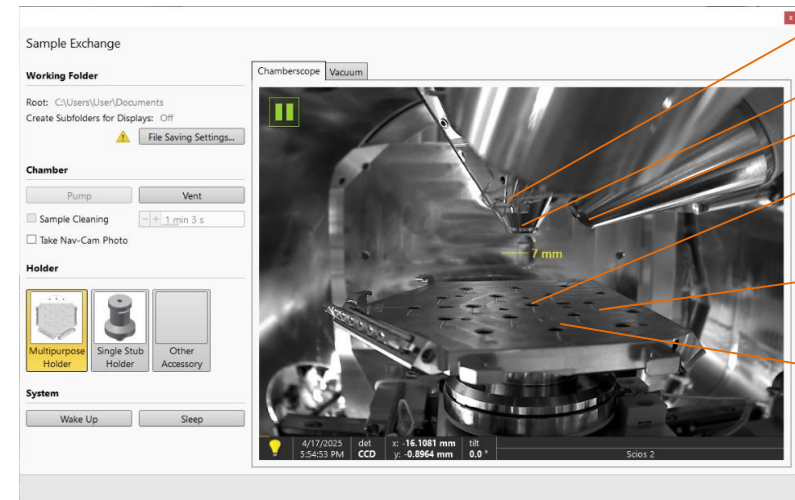 x
Sample Exchange
Working Folder
Root: C:\Users\User\Documents
Create Subfolders for Displays: Off
File Saving Settings...
Chamber
Pump
Vent
Sample Cleaning
− + 1 min 3 s
Take Nav-Cam Photo
Holder
Multipurpose Holder
Single Stub Holder
Other Accessory
System
Wake Up
Sleep
Chamberscope
Vacuum
7 mm
4/17/2025 det x: -16.1081 mm tilt
5:54:53 PM CCD y: -0.8964 mm 0.0 ° Scios 2